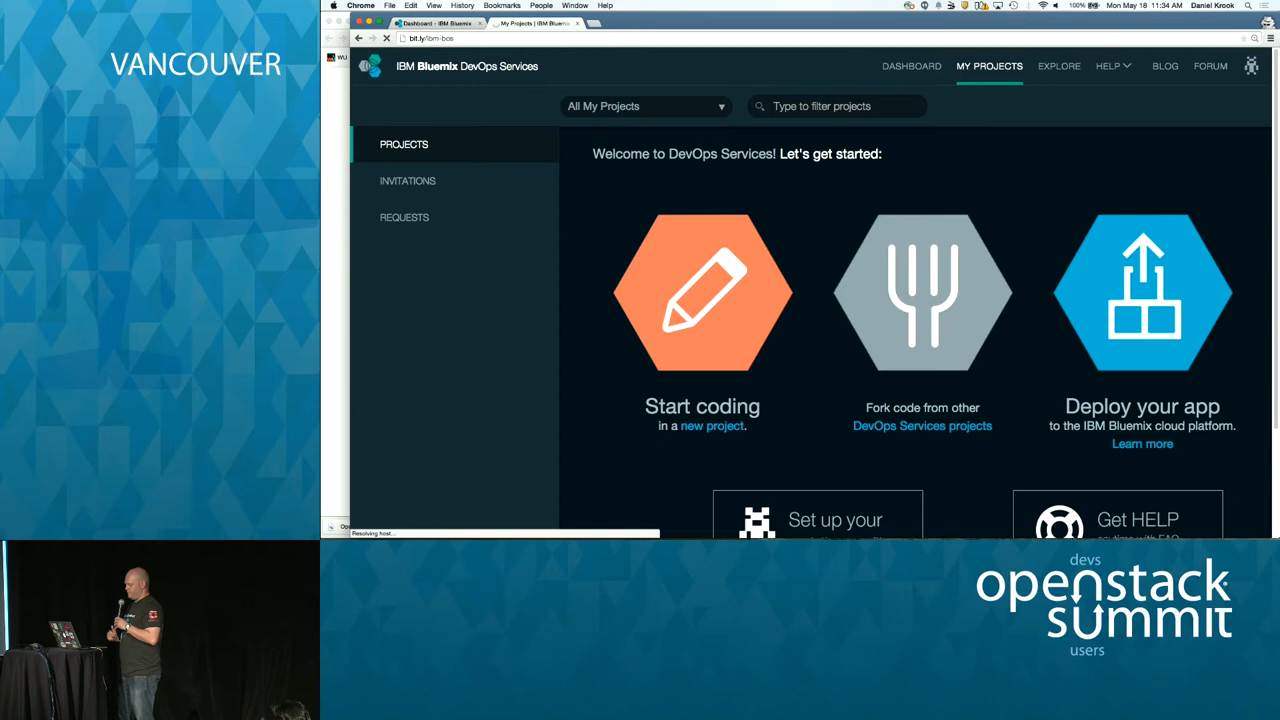 VANCOUVER
Chrome File Edit View History Bookmarks People Window Help
100% Mon May 18 11:34 AM Daniel Krook
Dashboard - IBM Bluemix
My Projects | IBM Bluemix
bit.ly/ibm-bos
WU
IBM Bluemix DevOps Services
DASHBOARD MY PROJECTS EXPLORE HELP BLOG FORUM
All My Projects
Type to filter projects
PROJECTS
INVITATIONS
REQUESTS
Welcome to DevOps Services! Let's get started:
Start coding
in a new project.
Fork code from other
DevOps Services projects
Deploy your app
to the IBM Bluemix cloud platform.
Learn more
Set up your
Get HELP
anytime with FAQ
Resolving host...
devs
openstack
summit
users